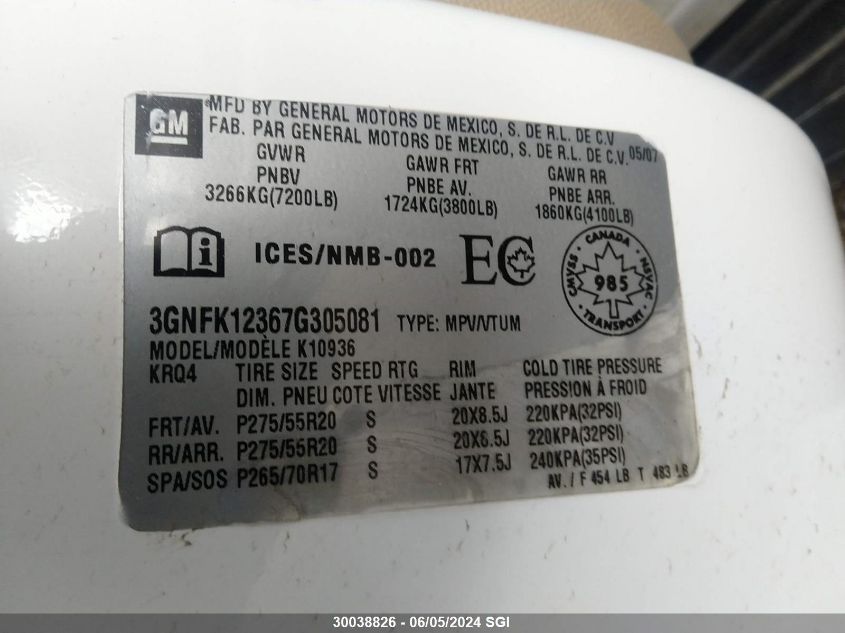 GM
MFD BY GENERAL MOTORS DE MEXICO, S. DE R.L. DE C.V
FAB. PAR GENERAL MOTORS DE MEXICO, S. DE R.L. DE C.V. 05/07
GVWR GAWR FRT GAWR RR
PNBV PNBE AV. PNBE ARR.
3266KG(7200LB) 1724KG(3800LB) 1860KG(4100LB)
i ICES/NMB-002 EC
CANADA
CMVSS 985 NSVAC
TRANSPORT
3GNFK12367G305081 TYPE: MPV/VTUM
MODEL/MODÈLE K10936
KRQ4 TIRE SIZE SPEED RTG RIM COLD TIRE PRESSURE
DIM. PNEU COTE VITESSE JANTE PRESSION À FROID
FRT/AV. P275/55R20 S 20X8.5J 220KPA(32PSI)
RR/ARR. P275/55R20 S 20X8.5J 220KPA(32PSI)
SPA/SOS P265/70R17 S 17X7.5J 240KPA(35PSI)
AV. / F 454 LB T 483 LB
30038826 - 06/05/2024 SGI